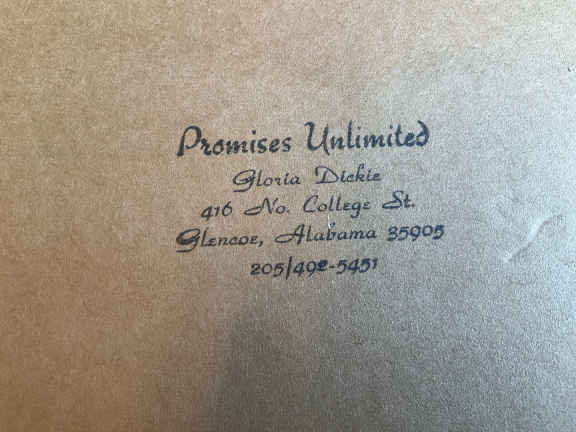 Promises Unlimited
Gloria Dickie
416 No. College St.
Glencoe, Alabama 35905
205/492-5451